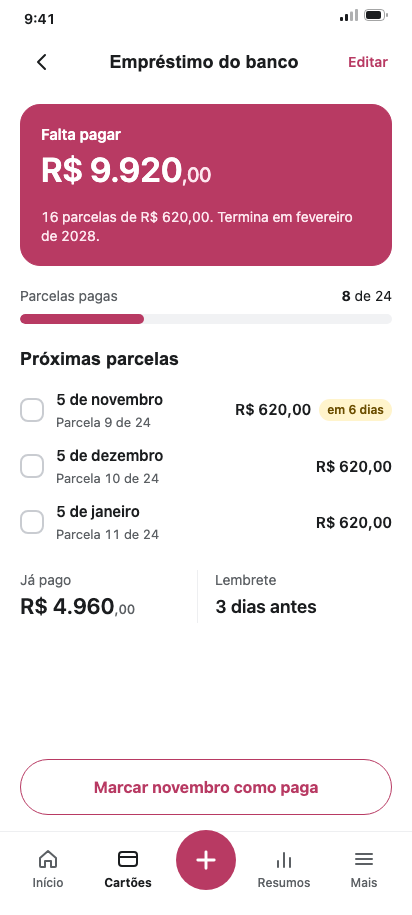 9:41
Empréstimo do banco
Editar
Falta pagar
R$ 9.920,00
16 parcelas de R$ 620,00. Termina em fevereiro
de 2028.
Parcelas pagas
8 de 24
Próximas parcelas
5 de novembro
Parcela 9 de 24
R$ 620,00
em 6 dias
5 de dezembro
Parcela 10 de 24
R$ 620,00
5 de janeiro
Parcela 11 de 24
R$ 620,00
Já pago
R$ 4.960,00
Lembrete
3 dias antes
Marcar novembro como paga
Início
Cartões
Resumos
Mais